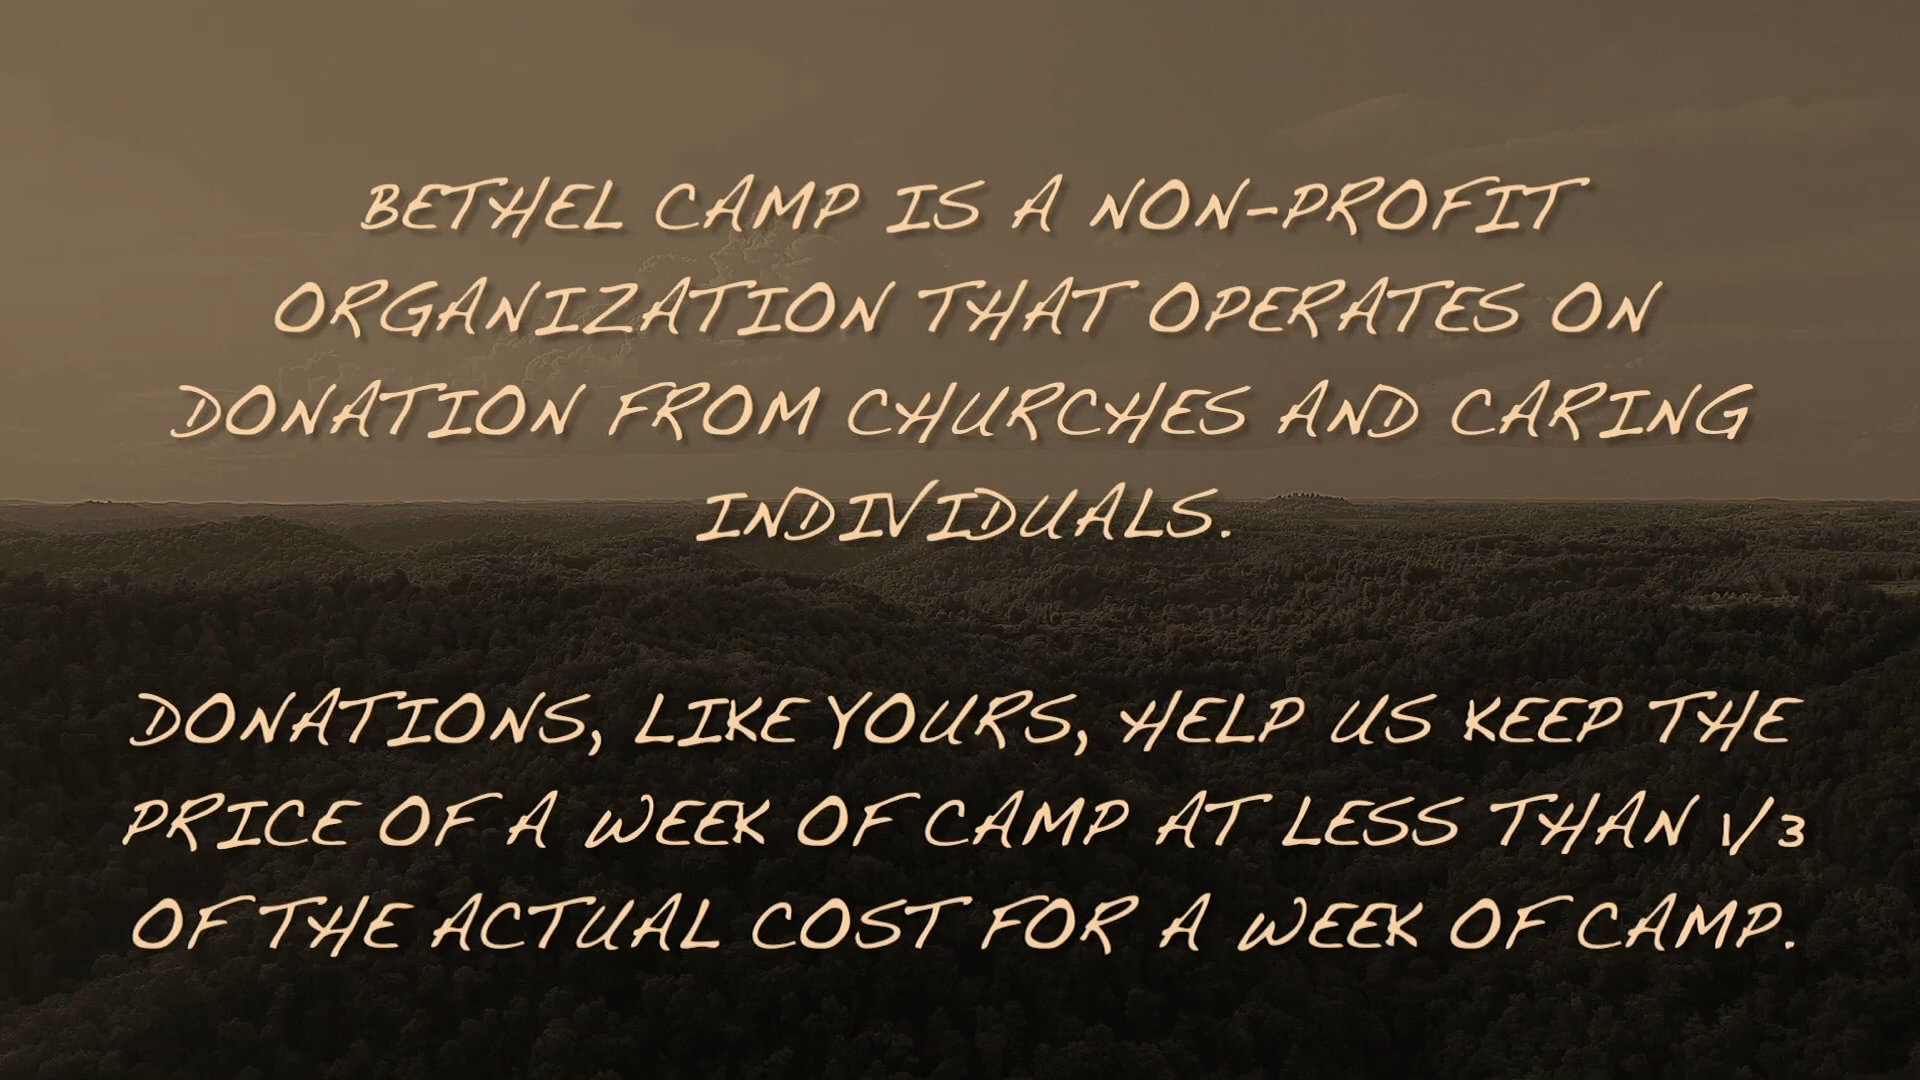 BETHEL CAMP IS A NON-PROFIT
ORGANIZATION THAT OPERATES ON
DONATION FROM CHURCHES AND CARING
INDIVIDUALS.
DONATIONS, LIKE YOURS, HELP US KEEP THE
PRICE OF A WEEK OF CAMP AT LESS THAN 1/3
OF THE ACTUAL COST FOR A WEEK OF CAMP.